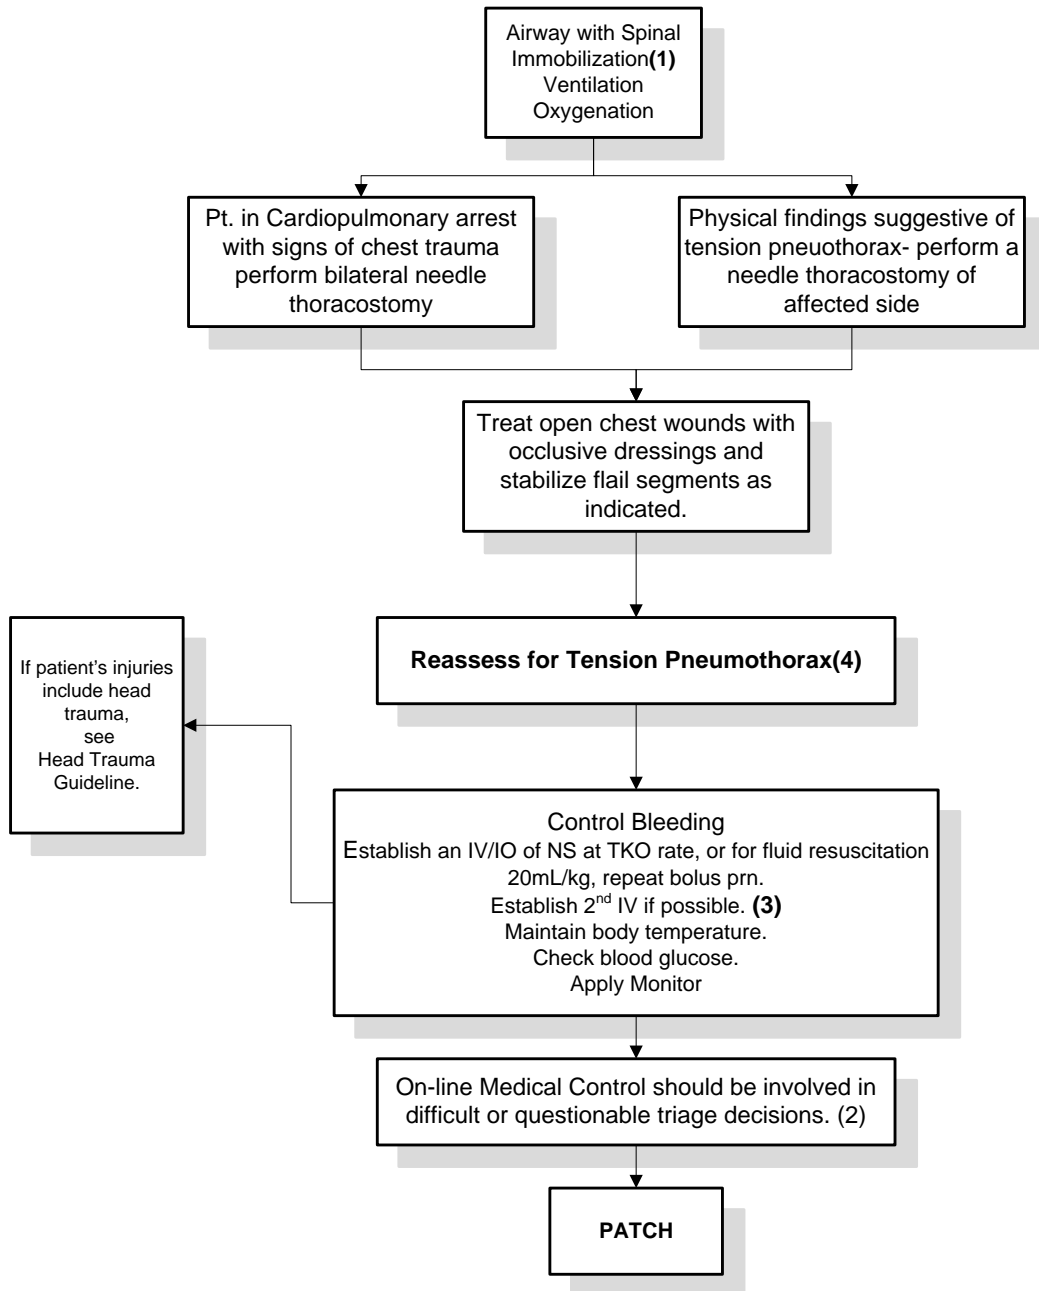 Airway with Spinal
Immobilization(1)
Ventilation
Oxygenation
Pt. in Cardiopulmonary arrest
with signs of chest trauma
perform bilateral needle
thoracostomy
Physical findings suggestive of
tension pneuothorax- perform a
needle thoracostomy of
affected side
Treat open chest wounds with
occlusive dressings and
stabilize flail segments as
indicated.
Reassess for Tension Pneumothorax(4)
If patient's injuries
include head
trauma,
see
Head Trauma
Guideline.
Control Bleeding
Establish an IV/IO of NS at TKO rate, or for fluid resuscitation
20mL/kg, repeat bolus prn.
Establish 2nd IV if possible. (3)
Maintain body temperature.
Check blood glucose.
Apply Monitor
On-line Medical Control should be involved in
difficult or questionable triage decisions. (2)
PATCH